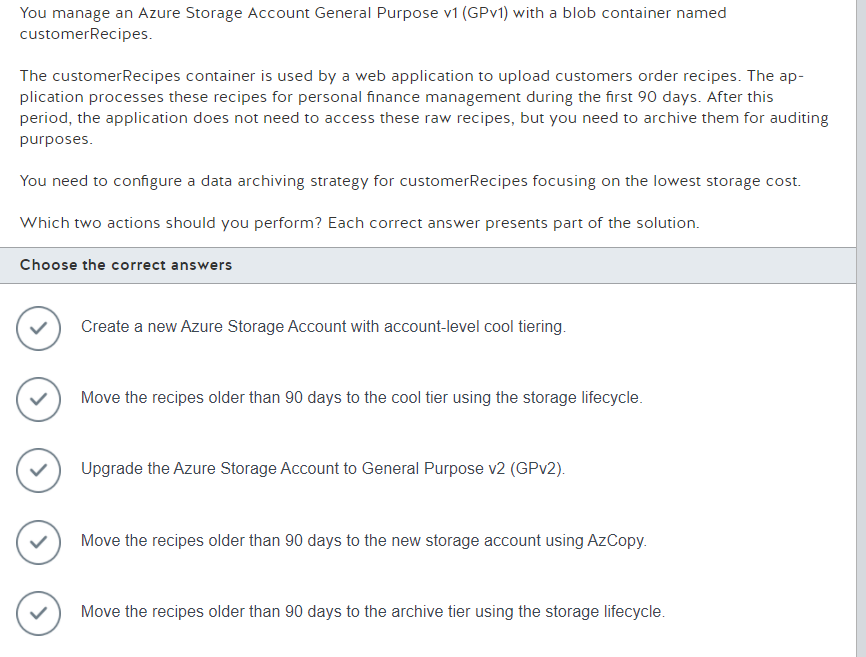 You manage an Azure Storage Account General Purpose v1 (GPv1) with a blob container named
customerRecipes.
The customerRecipes container is used by a web application to upload customers order recipes. The ap-
plication processes these recipes for personal finance management during the first 90 days. After this
period, the application does not need to access these raw recipes, but you need to archive them for auditing
purposes.
You need to configure a data archiving strategy for customerRecipes focusing on the lowest storage cost.
Which two actions should you perform? Each correct answer presents part of the solution.
Choose the correct answers
Create a new Azure Storage Account with account-level cool tiering.
Move the recipes older than 90 days to the cool tier using the storage lifecycle.
Upgrade the Azure Storage Account to General Purpose v2 (GPv2).
Move the recipes older than 90 days to the new storage account using AzCopy.
Move the recipes older than 90 days to the archive tier using the storage lifecycle.